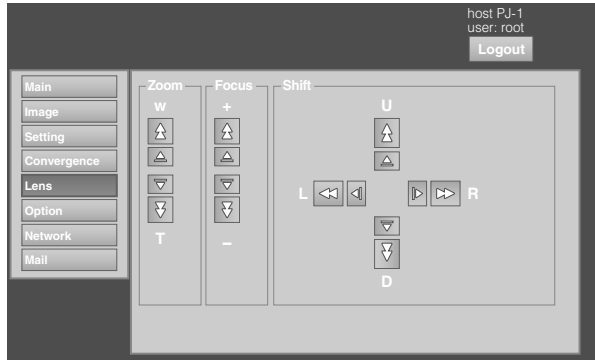 host PJ-1
user: root
Logout
Main
Image
Setting
Convergence
Lens
Option
Network
Mail
Zoom
W
T
Focus
+
–
Shift
U
L R
D